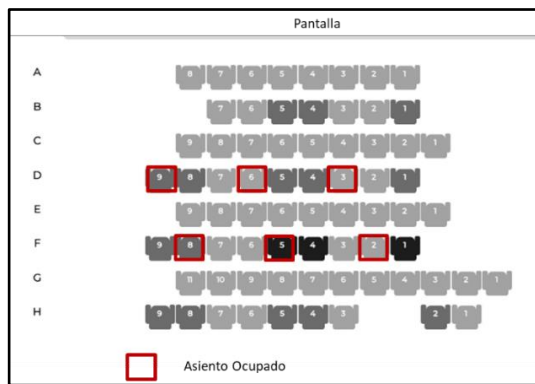 Pantalla
A 8 7 6 5 4 3 2 1
B 7 6 5 4 3 2 1
C 9 8 7 6 5 4 3 2 1
D 9 8 7 6 5 4 3 2 1
E 9 8 7 6 5 4 3 2 1
F 9 8 7 6 5 4 3 2 1
G 11 10 9 8 7 6 5 4 3 2 1
H 9 8 7 6 5 4 3 2 1
Asiento Ocupado